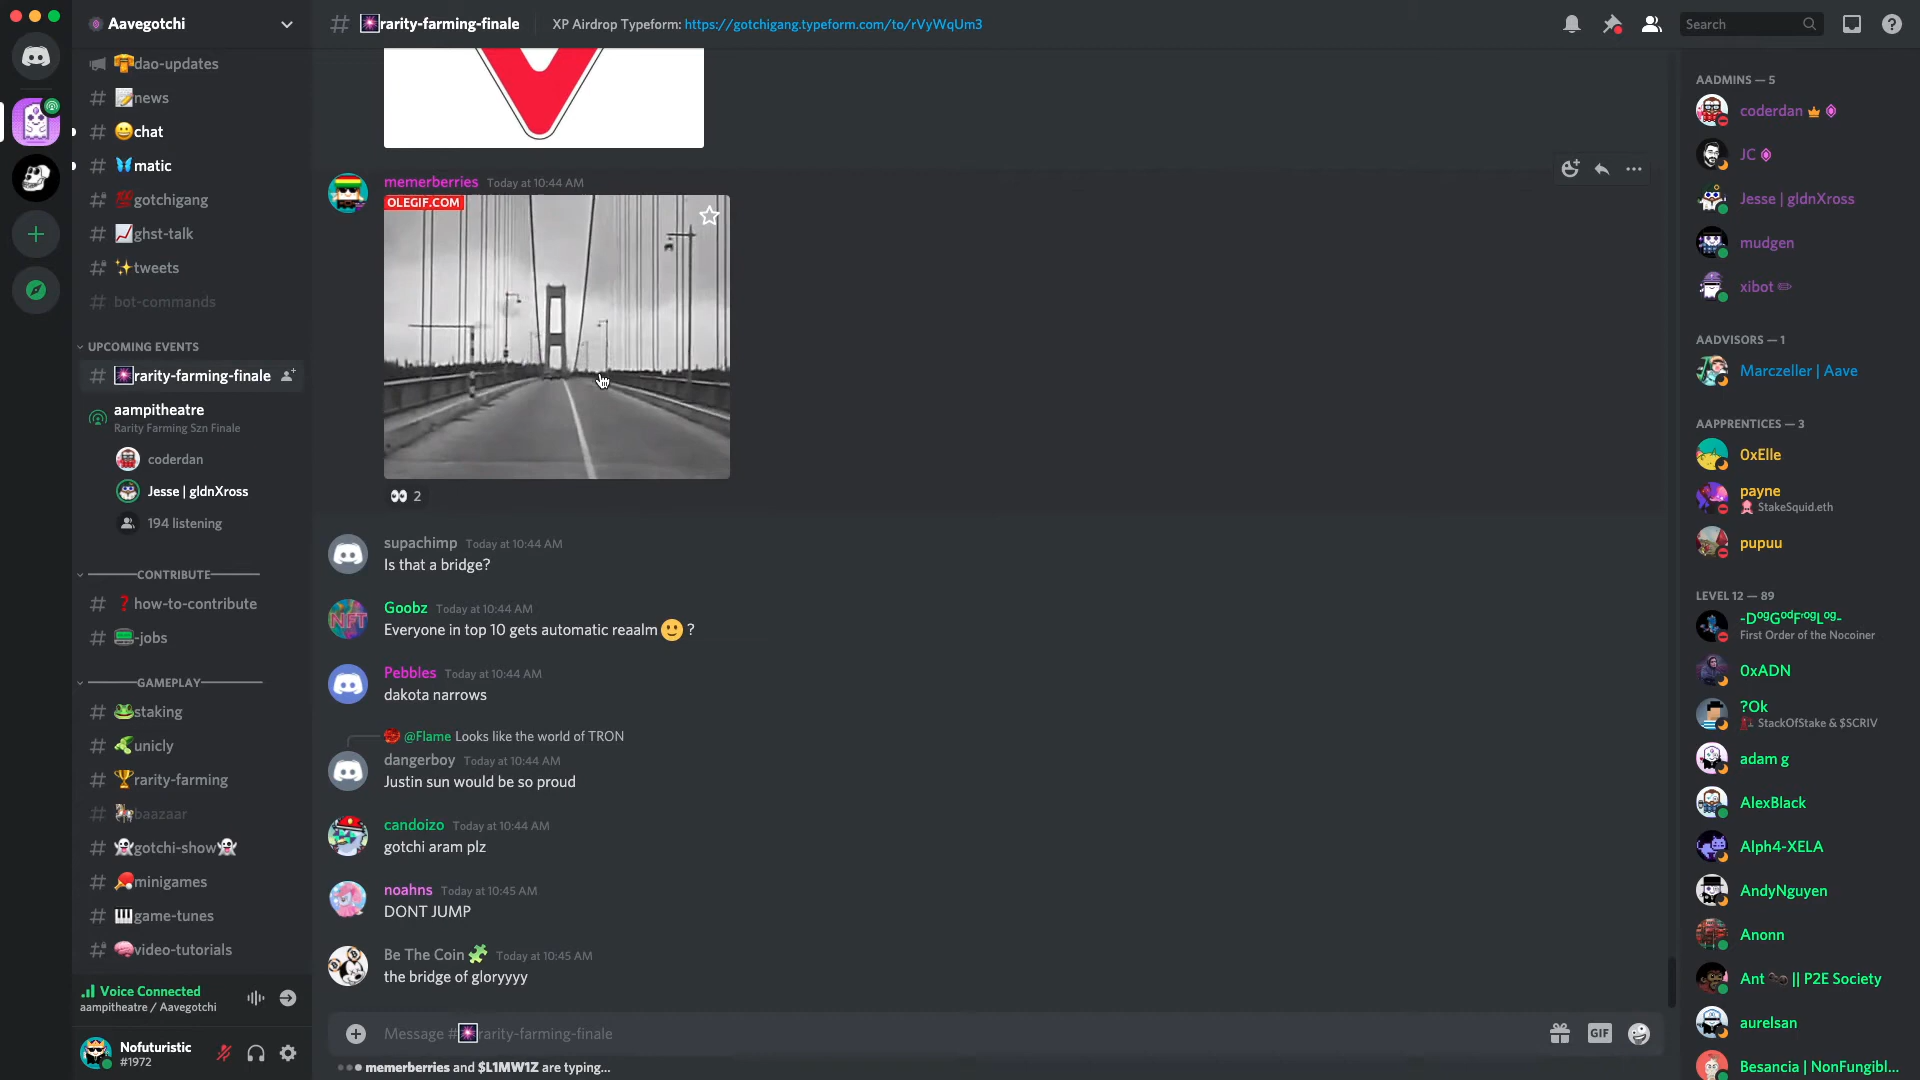 Aavegotchi
rarity-farming-finale
XP Airdrop Typeform: https://gotchigang.typeform.com/to/rVyWqUm3
Search
dao-updates
news
chat
matic
gotchigang
ghst-talk
tweets
bot-commands
UPCOMING EVENTS
rarity-farming-finale
aampitheatre
Rarity Farming Szn Finale
coderdan
Jesse | gldnXross
194 listening
CONTRIBUTE
how-to-contribute
-jobs
GAMEPLAY
staking
unicly
rarity-farming
baazaar
gotchi-show
minigames
game-tunes
video-tutorials
Voice Connected
aampitheatre / Aavegotchi
Nofuturistic
#1972
memerberries Today at 10:44 AM
OLEGIF.COM
2
supachimp Today at 10:44 AM
Is that a bridge?
Goobz Today at 10:44 AM
Everyone in top 10 gets automatic reaalm 🙂 ?
NFT
Pebbles Today at 10:44 AM
dakota narrows
@Flame Looks like the world of TRON
dangerboy Today at 10:44 AM
Justin sun would be so proud
candoizo Today at 10:44 AM
gotchi aram plz
noahns Today at 10:45 AM
DONT JUMP
Be The Coin Today at 10:45 AM
the bridge of gloryyyy
Message # rarity-farming-finale
GIF
memerberries and $L1MW1Z are typing...
AADMINS — 5
coderdan
JC
Jesse | gldnXross
mudgen
xibot
AADVISORS — 1
Marczeller | Aave
AAPPRENTICES — 3
0xElle
payne
StakeSquid.eth
pupuu
LEVEL 12 — 89
-DᵒᵍGᵒᵈFʳᵒᵍLᵒᵍ-
First Order of the Nocoiner
0xADN
?Ok
StackOfStake & $SCRIV
adam g
AlexBlack
Alph4-XELA
AndyNguyen
Anonn
Ant || P2E Society
aurelsan
Besancia | NonFungibl...